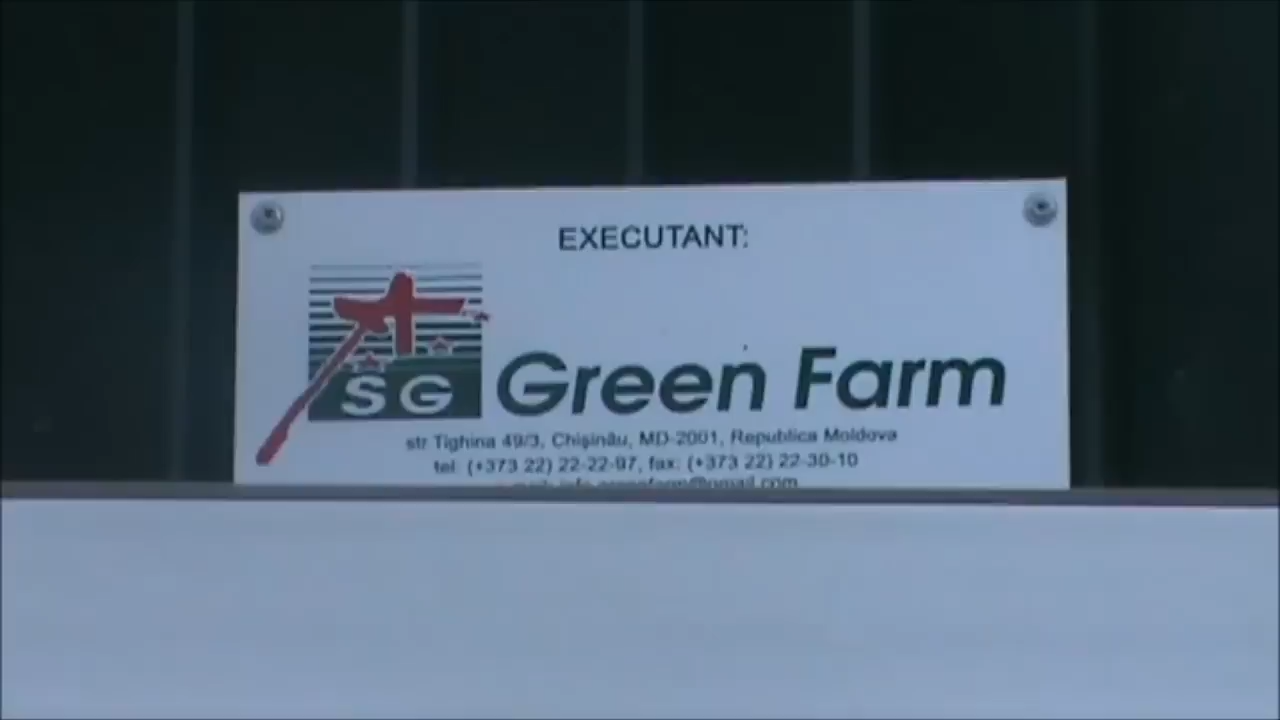 EXECUTANT:
SG
Green Farm
str Tighina 49/3, Chişinău, MD-2001, Republica Moldova
tel: (+373 22) 22-22-97, fax: (+373 22) 22-30-10